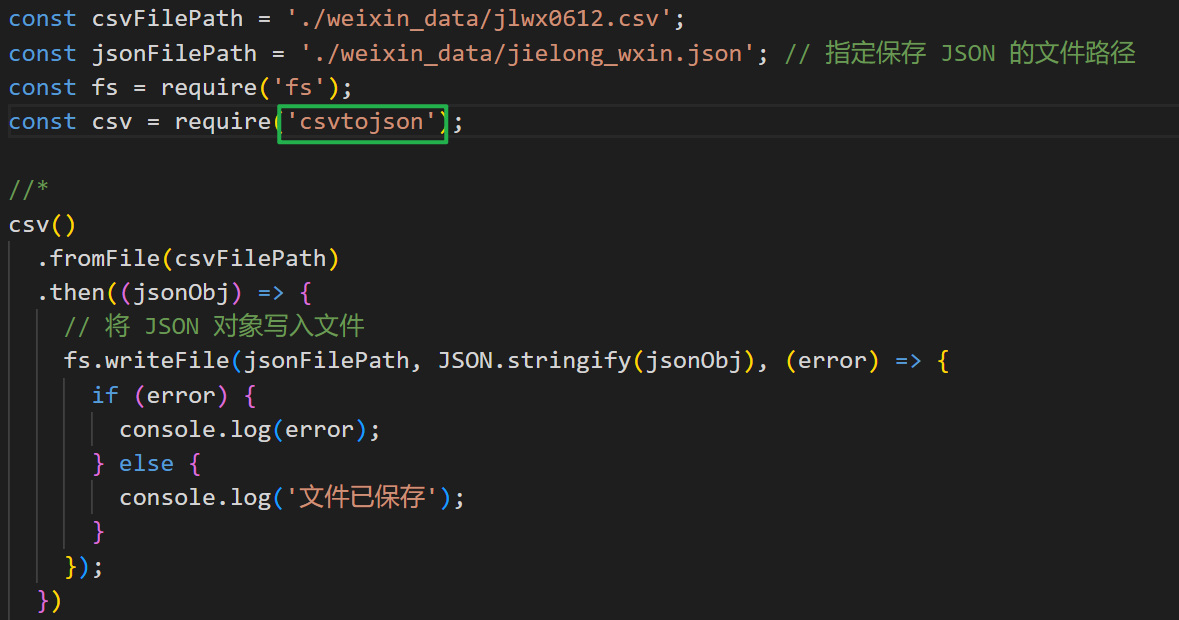 const csvFilePath = './weixin_data/jlwx0612.csv';
const jsonFilePath = './weixin_data/jielong_wxin.json'; // 指定保存 JSON 的文件路径
const fs = require('fs');
const csv = require('csvtojson');
//*
csv()
.fromFile(csvFilePath)
.then((jsonObj) => {
// 将 JSON 对象写入文件
fs.writeFile(jsonFilePath, JSON.stringify(jsonObj), (error) => {
if (error) {
console.log(error);
} else {
console.log('文件已保存');
}
});
})